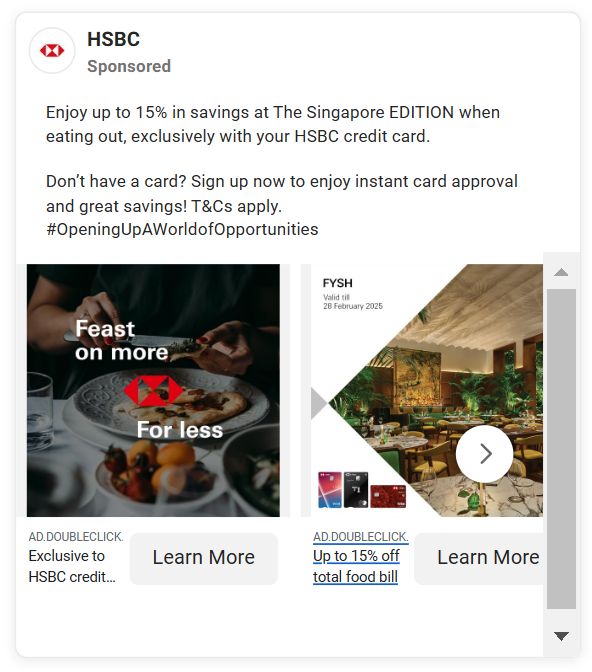 HSBC
Sponsored
Enjoy up to 15% in savings at The Singapore EDITION when
eating out, exclusively with your HSBC credit card.
Don’t have a card? Sign up now to enjoy instant card approval
and great savings! T&Cs apply.
#OpeningUpAWorldofOpportunities
Feast
on more
For less
FYSH
Valid till
28 February 2025
AD.DOUBLECLICK.
Exclusive to
HSBC credit...
Learn More
AD.DOUBLECLICK.
Up to 15% off
total food bill
Learn More